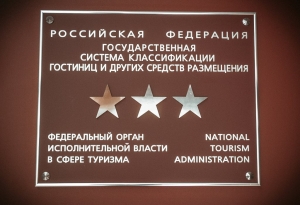 РОССИЙСКАЯ ФЕДЕРАЦИЯ
ГОСУДАРСТВЕННАЯ
СИСТЕМА КЛАССИФИКАЦИИ
ГОСТИНИЦ И ДРУГИХ СРЕДСТВ РАЗМЕЩЕНИЯ
ФЕДЕРАЛЬНЫЙ ОРГАН
ИСПОЛНИТЕЛЬНОЙ ВЛАСТИ
В СФЕРЕ ТУРИЗМА
NATIONAL
TOURISM
ADMINISTRATION